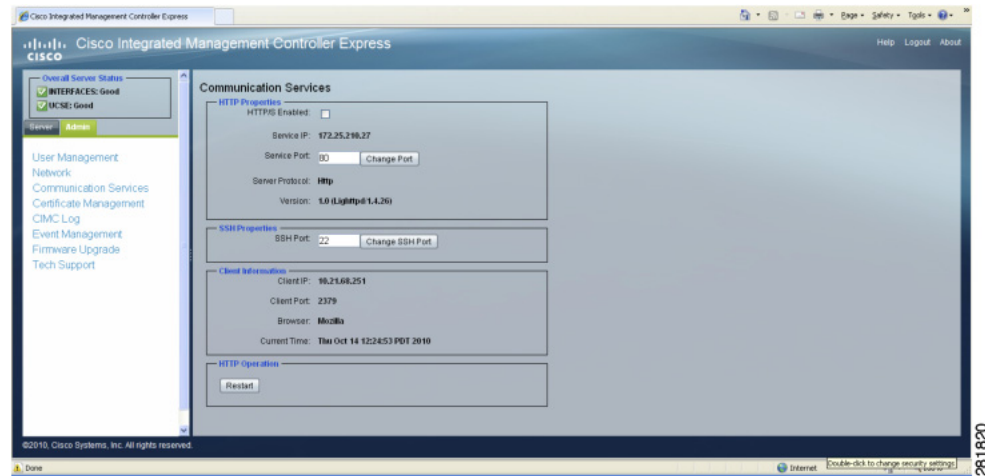 Cisco Integrated Management Controller Express
Page Safety Tools
CISCO Cisco Integrated Management Controller Express
Help Logout About
Overall Server Status
INTERFACES: Good
UCSE: Good
Server Admin
User Management
Network
Communication Services
Certificate Management
CIMC Log
Event Management
Firmware Upgrade
Tech Support
Communication Services
HTTP Properties
HTTP/S Enabled:
Service IP: 172.25.210.27
Service Port: 80 Change Port
Server Protocol: Http
Version: 1.0 (Lighttpd/1.4.26)
SSH Properties
SSH Port: 22 Change SSH Port
Client Information
Client IP: 10.21.68.251
Client Port: 2379
Browser: Mozilla
Current Time: Thu Oct 14 12:24:53 PDT 2010
HTTP Operation
Restart
©2010, Cisco Systems, Inc. All rights reserved.
Done
Internet
Double-click to change security settings
281820